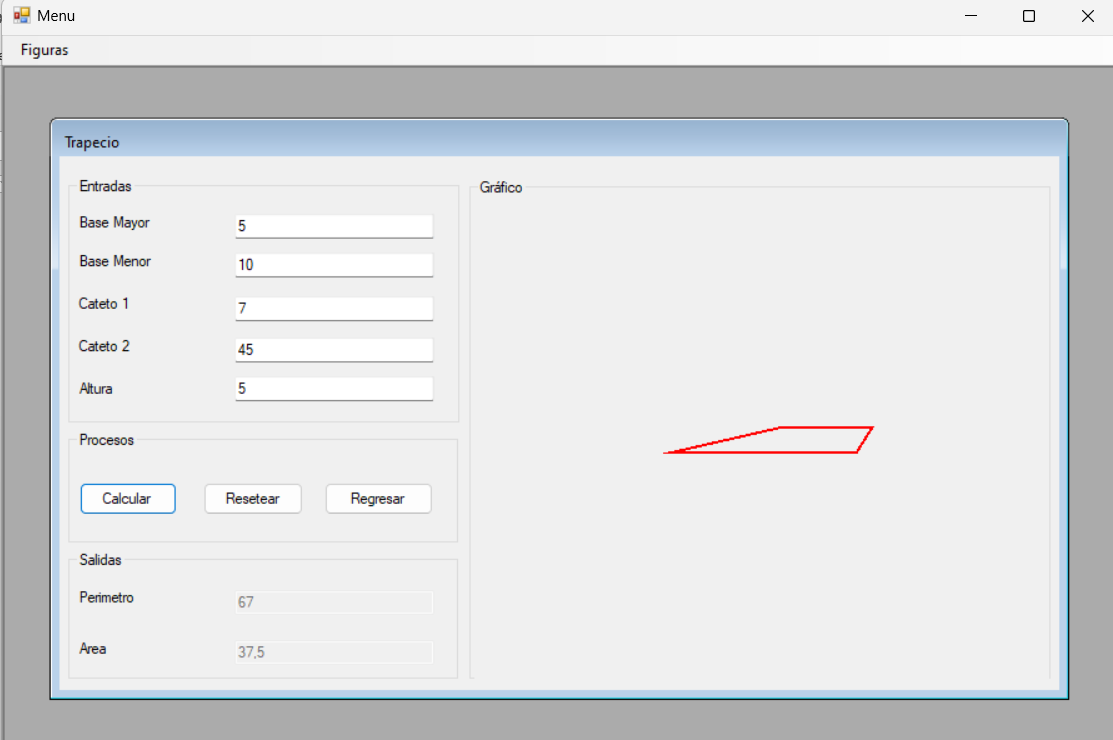 Menu
Figuras
Trapecio
Entradas
Base Mayor 5
Base Menor 10
Cateto 1 7
Cateto 2 45
Altura 5
Procesos
Calcular Resetear Regresar
Salidas
Perimetro 67
Area 37,5
Gráfico